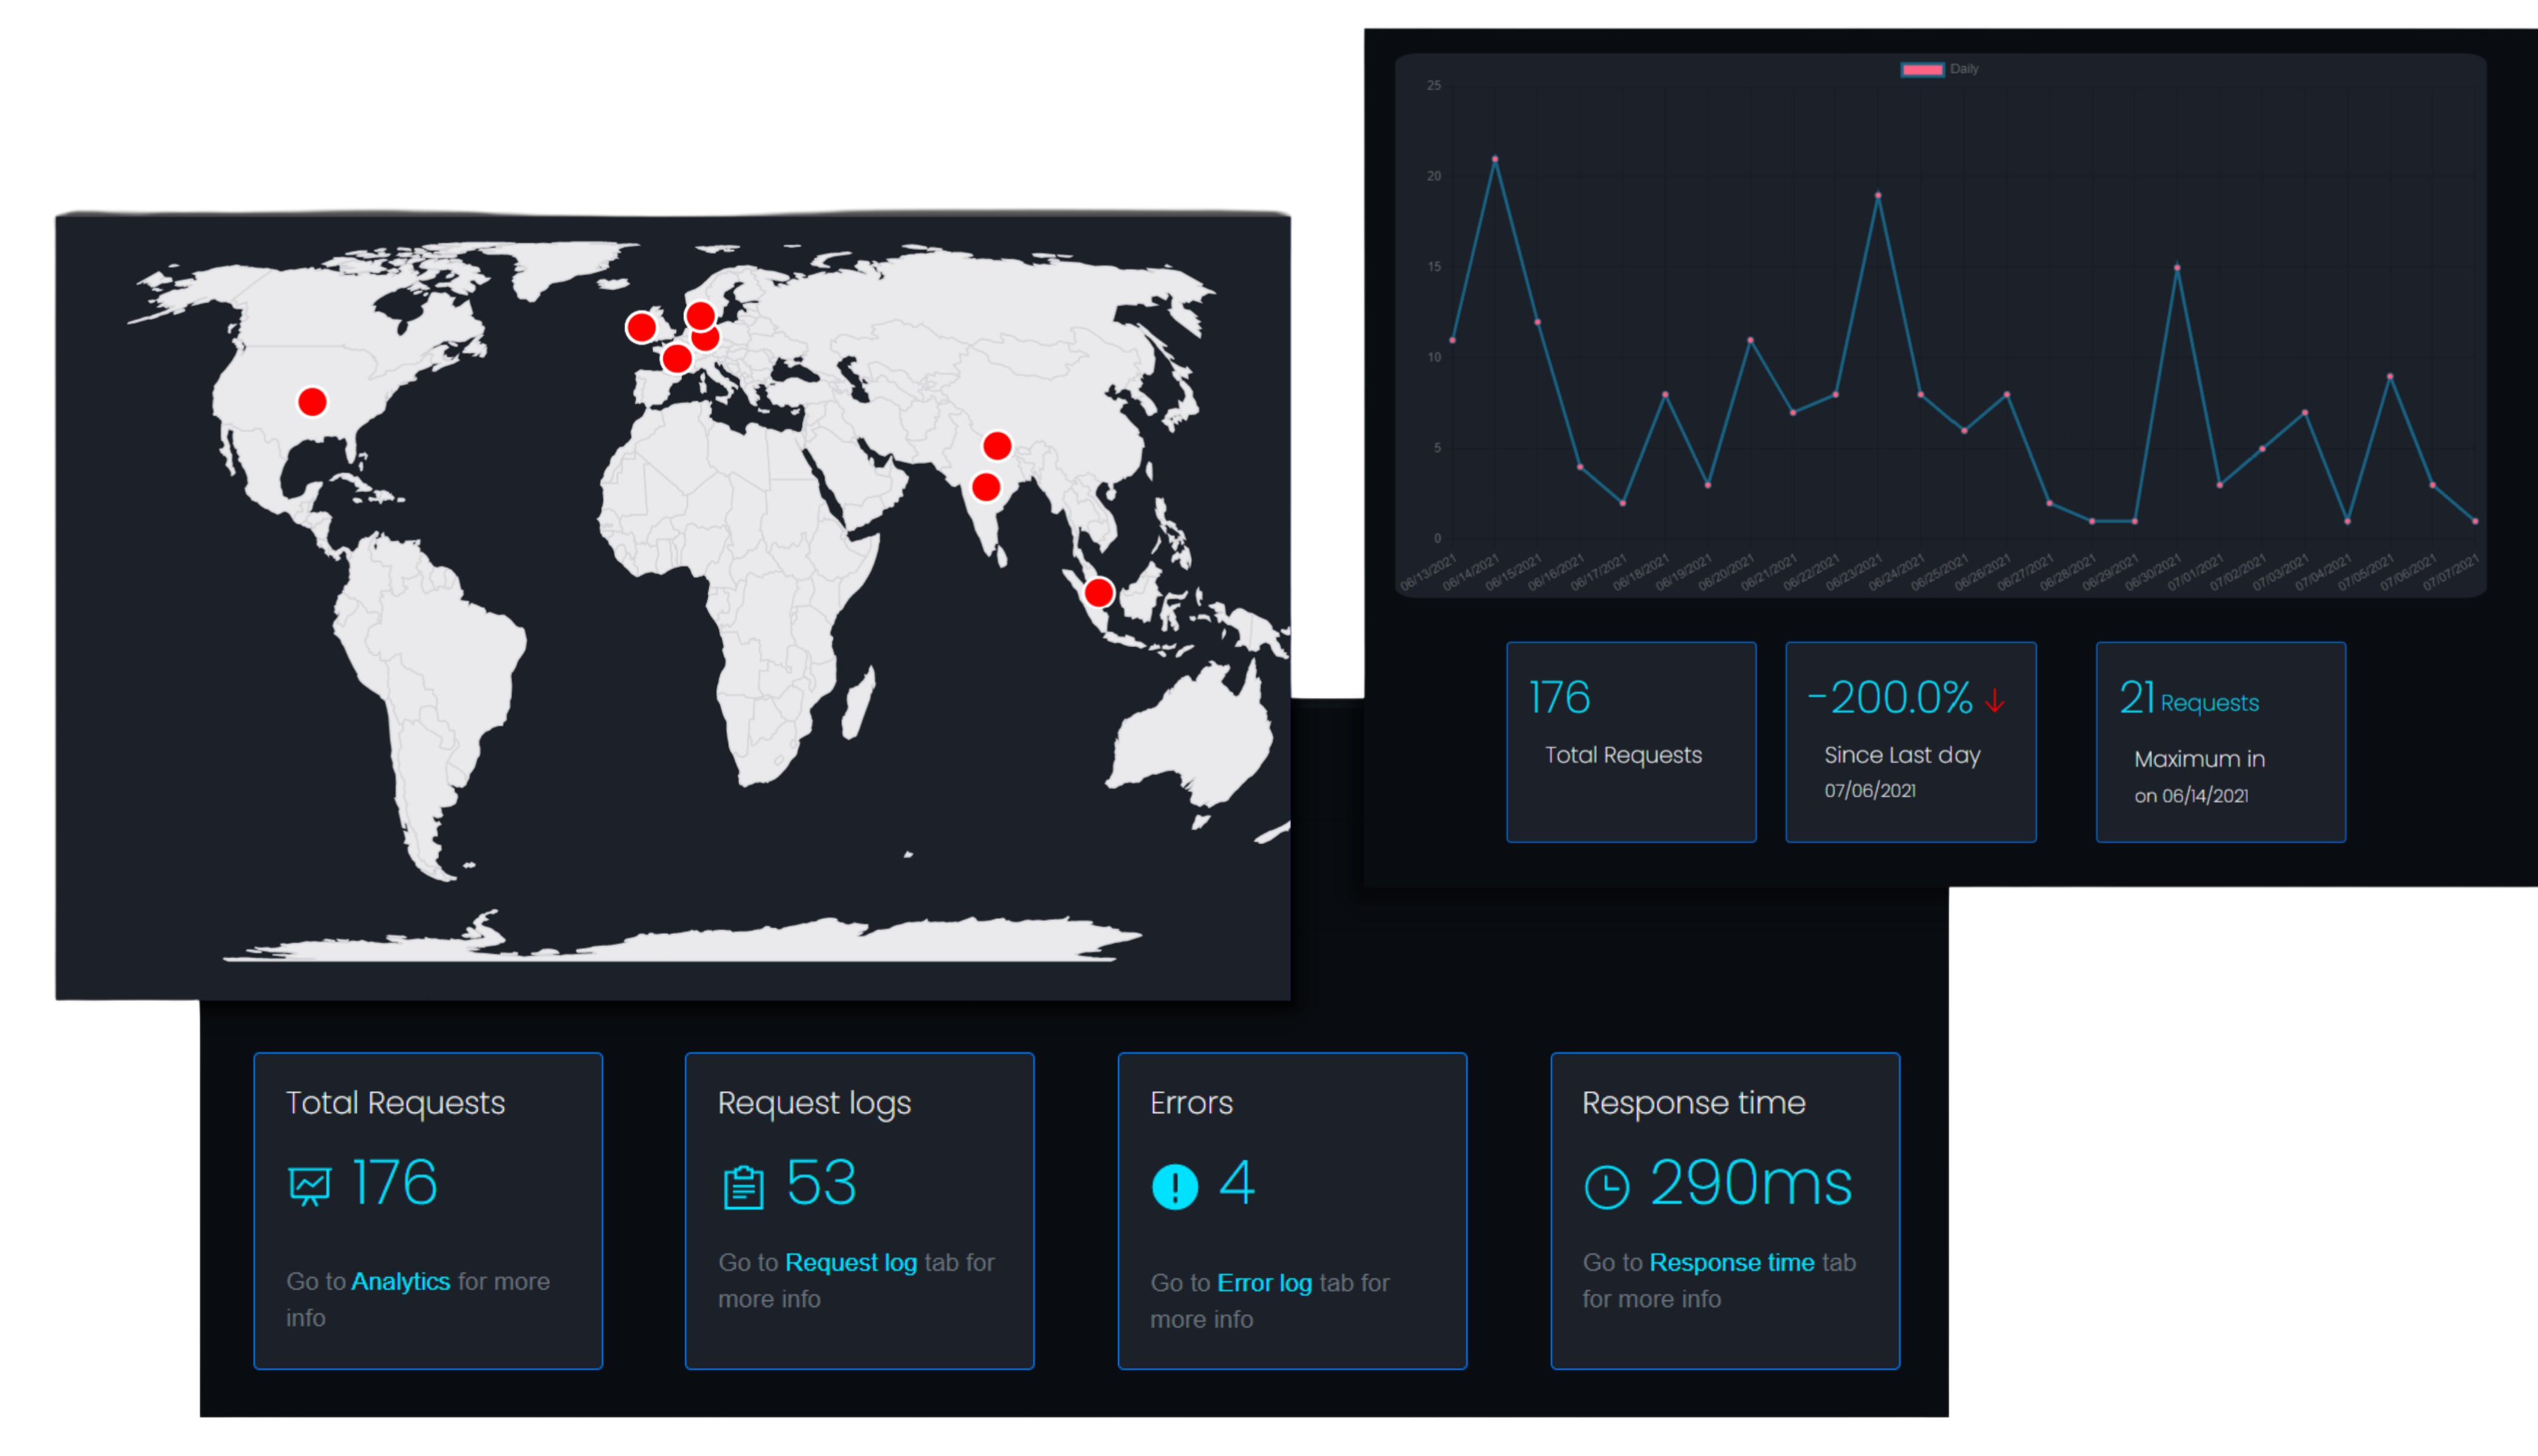 Daily
25
20
15
10
5
0
06/13/2021
06/14/2021
06/15/2021
06/16/2021
06/17/2021
06/18/2021
06/19/2021
06/20/2021
06/21/2021
06/22/2021
06/23/2021
06/24/2021
06/25/2021
06/26/2021
06/27/2021
06/28/2021
06/29/2021
06/30/2021
07/01/2021
07/02/2021
07/03/2021
07/04/2021
07/05/2021
07/06/2021
07/07/2021
176
Total Requests
-200.0%
Since Last day
07/06/2021
21 Requests
Maximum in
on 06/14/2021
Total Requests
176
Go to Analytics for more
info
Request logs
53
Go to Request log tab for
more info
Errors
4
Go to Error log tab for
more info
Response time
290ms
Go to Response time tab
for more info